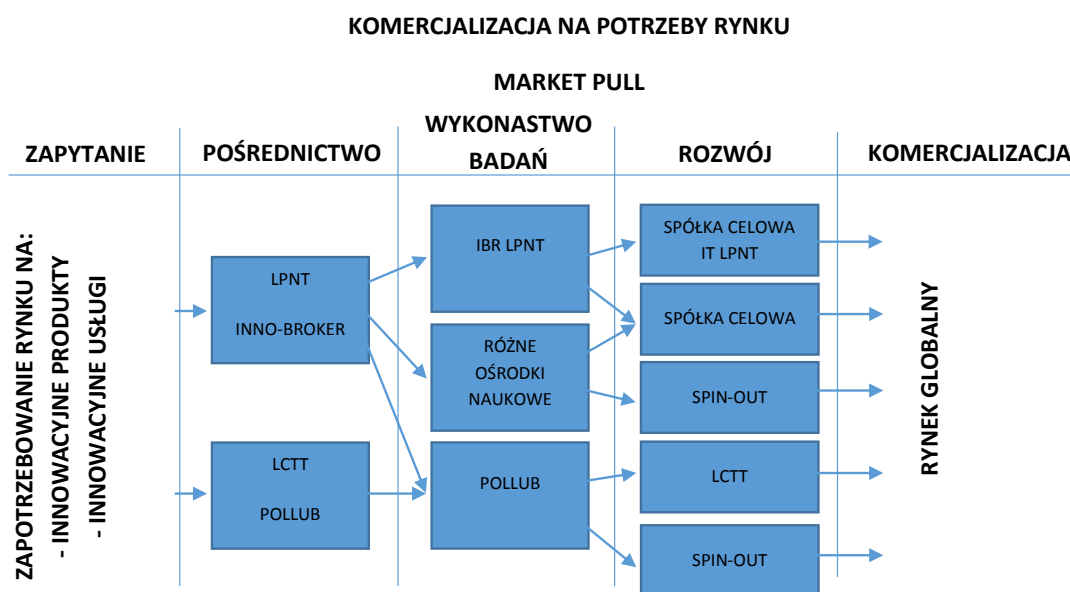 KOMERCJALIZACJA NA POTRZEBY RYNKU
MARKET PULL
ZAPYTANIE
POŚREDNICTWO
WYKONASTWO
BADAŃ
ROZWÓJ
KOMERCJALIZACJA
ZAPOTRZEBOWANIE RYNKU NA:
- INNOWACYJNE PRODUKTY
- INNOWACYJNE USŁUGI
LPNT
INNO-BROKER
LCTT
POLLUB
IBR LPNT
RÓŻNE
OŚRODKI
NAUKOWE
POLLUB
SPÓŁKA CELOWA
IT LPNT
SPÓŁKA CELOWA
SPIN-OUT
LCTT
SPIN-OUT
RYNEK GLOBALNY